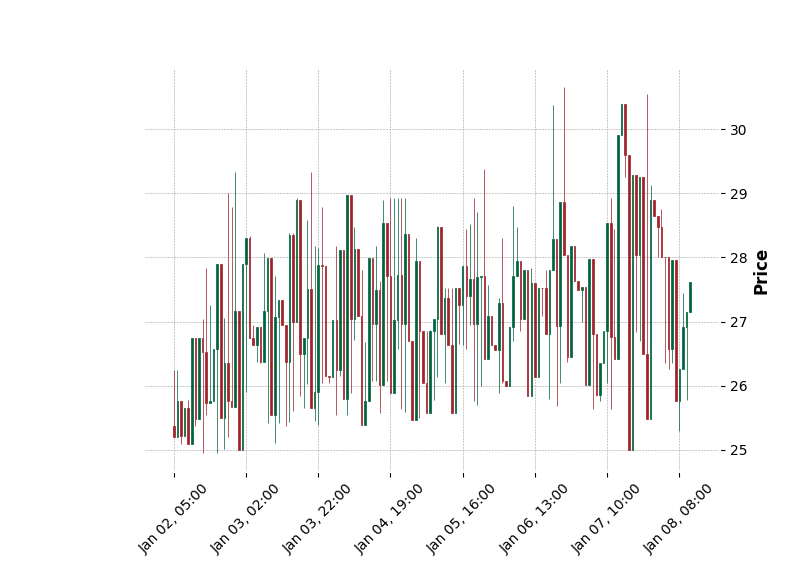 30
29
28
27
26
25
Price
Jan 02, 05:00
Jan 03, 02:00
Jan 03, 22:00
Jan 04, 19:00
Jan 05, 16:00
Jan 06, 13:00
Jan 07, 10:00
Jan 08, 08:00